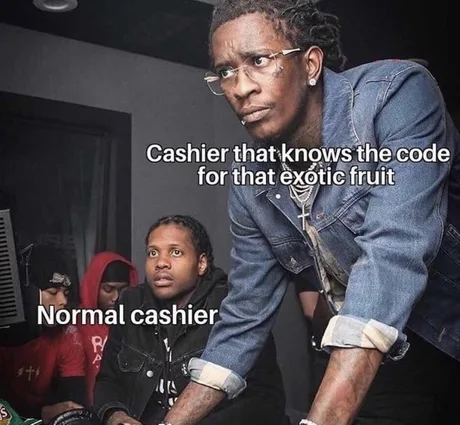 Cashier that knows the code
for that exotic fruit
Normal cashier